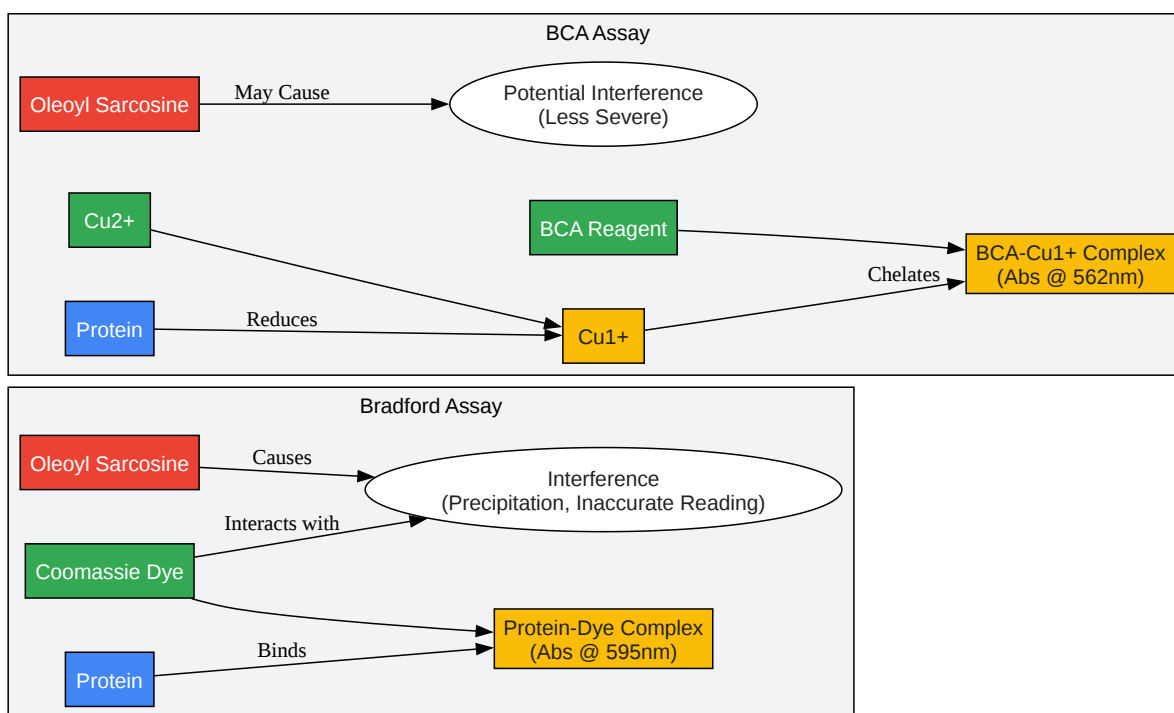 BCA Assay
Oleoyl Sarcosine
May Cause
Potential Interference
(Less Severe)
Cu2+
BCA Reagent
BCA-Cu1+ Complex
(Abs @ 562nm)
Chelates
Protein
Reduces
Cu1+
Bradford Assay
Oleoyl Sarcosine
Causes
Interference
(Precipitation, Inaccurate Reading)
Interacts with
Coomassie Dye
Protein-Dye Complex
(Abs @ 595nm)
Binds
Protein